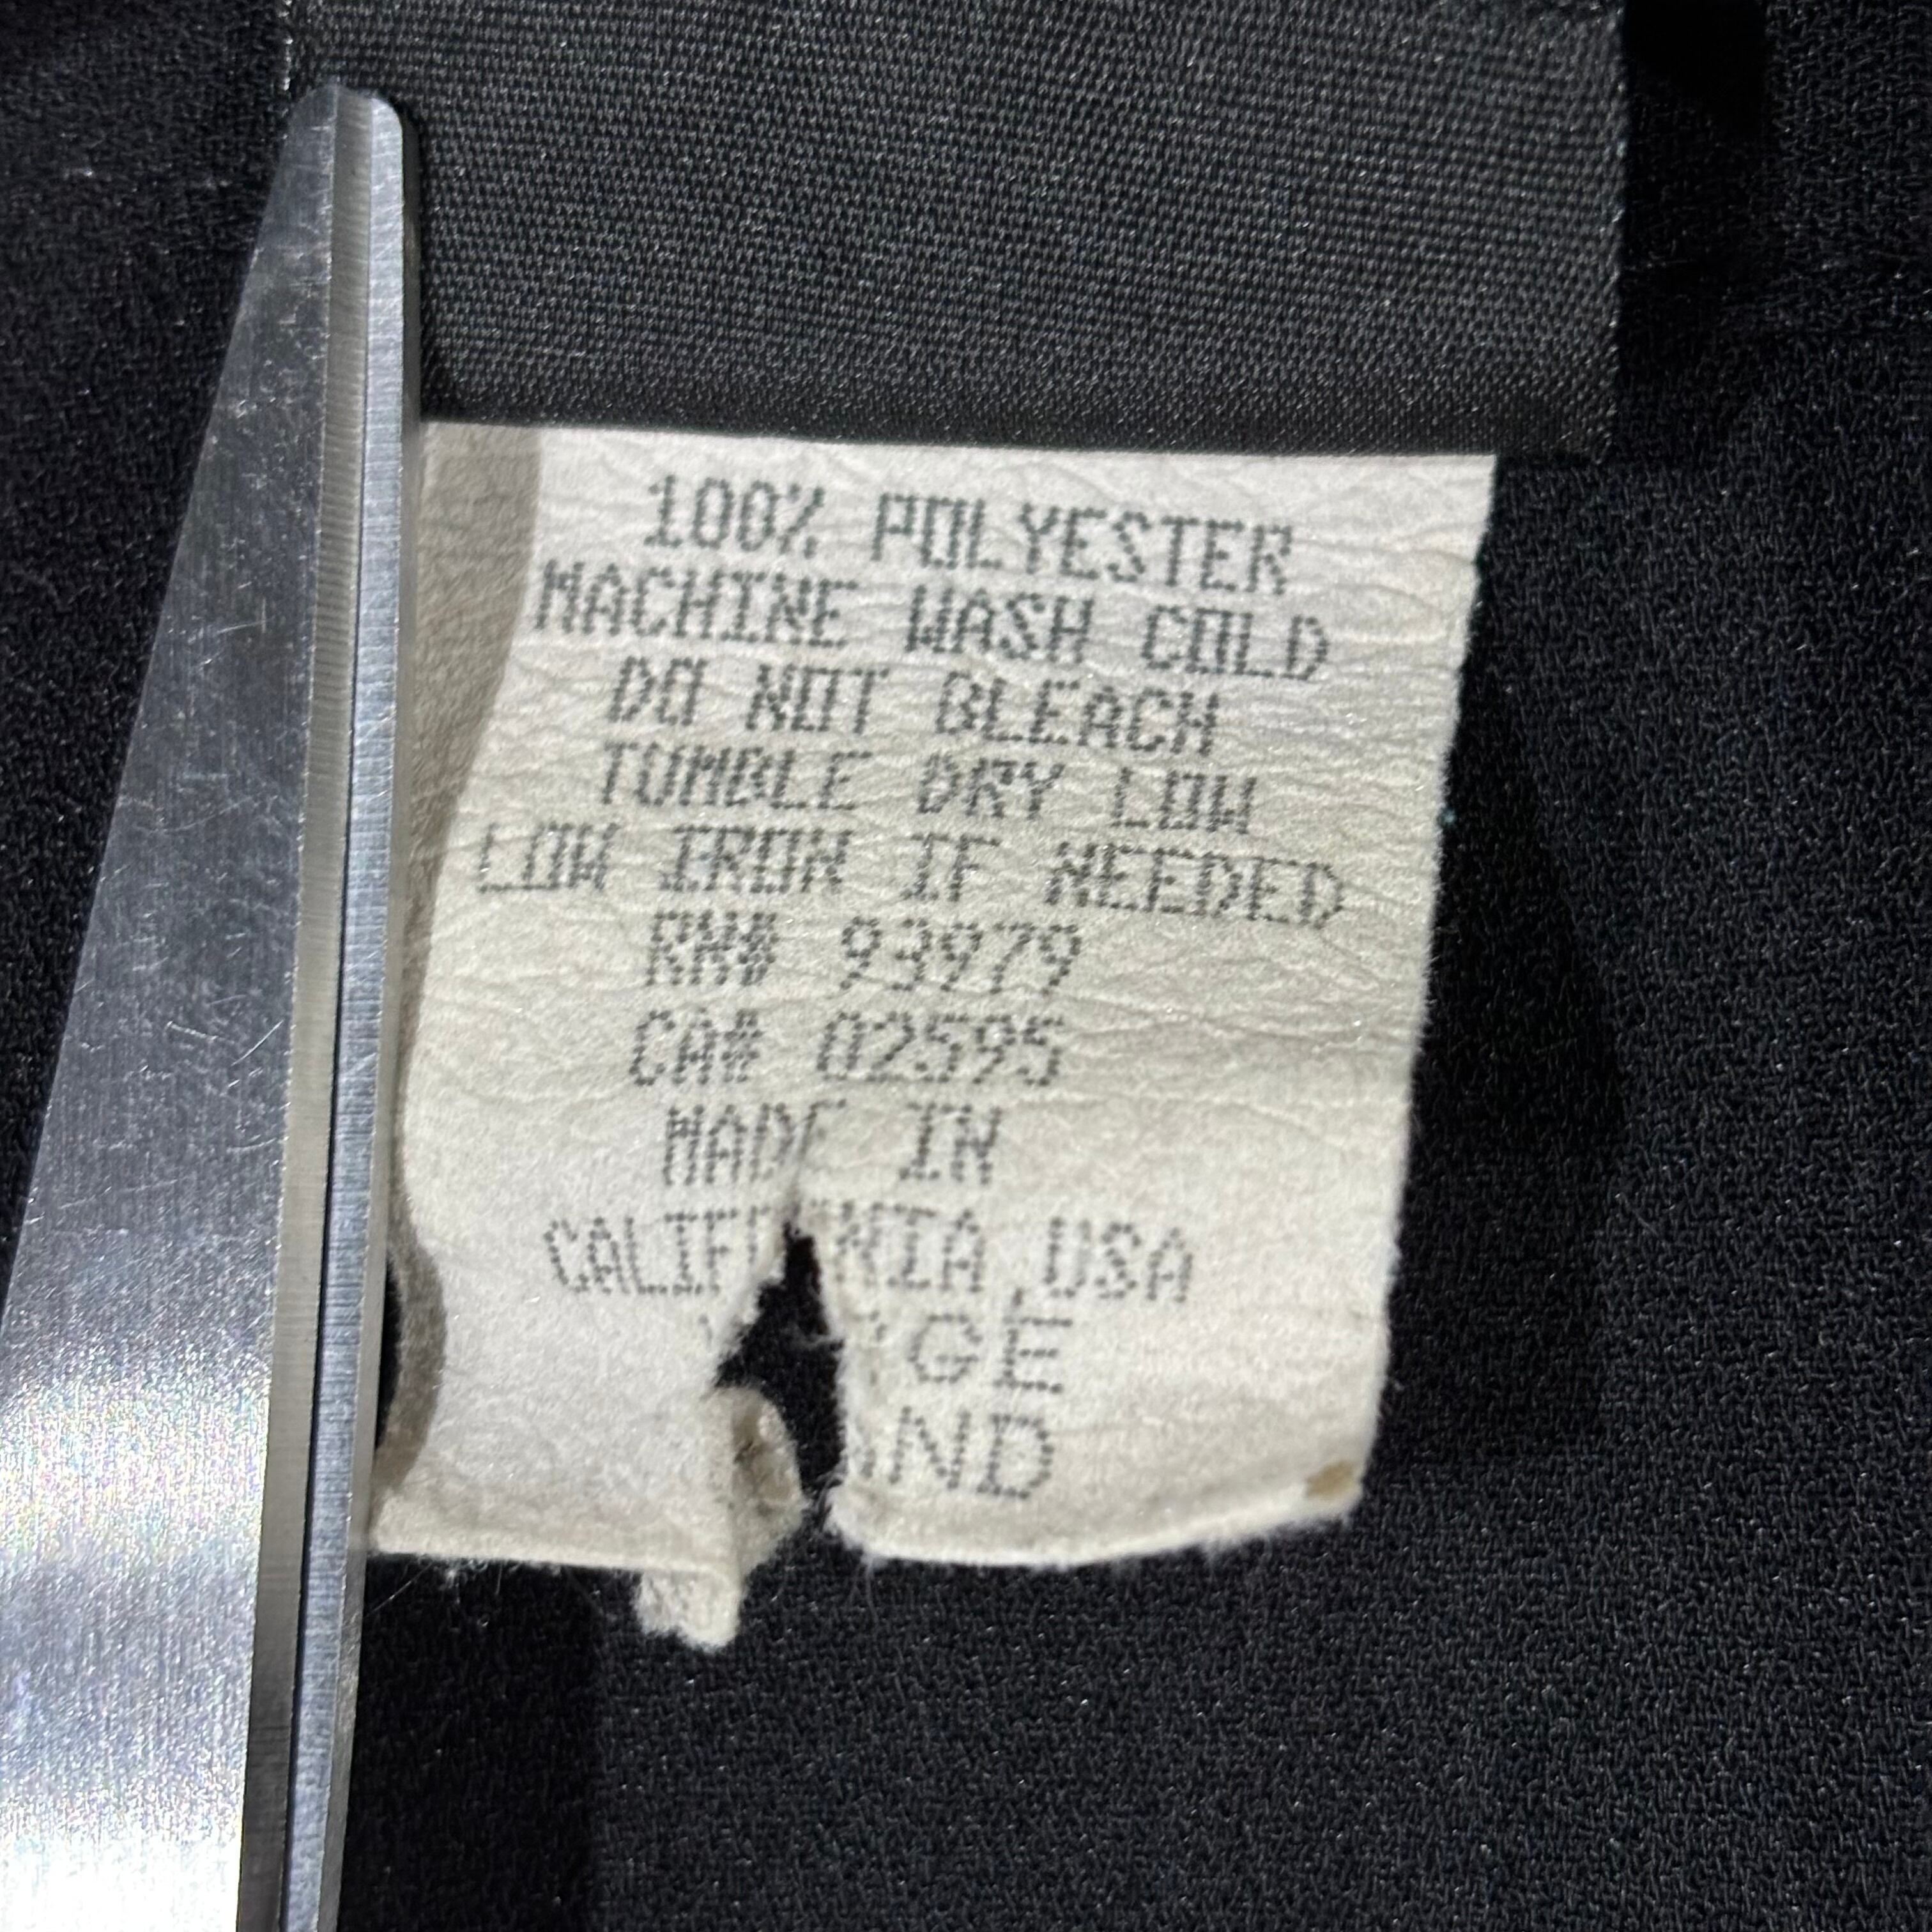 100% POLYESTER
MACHINE WASH COLD
DO NOT BLEACH
TUMBLE DRY LOW
LOW IRON IF NEEDED
RN# 93979
CA# 02595
MADE IN
USA